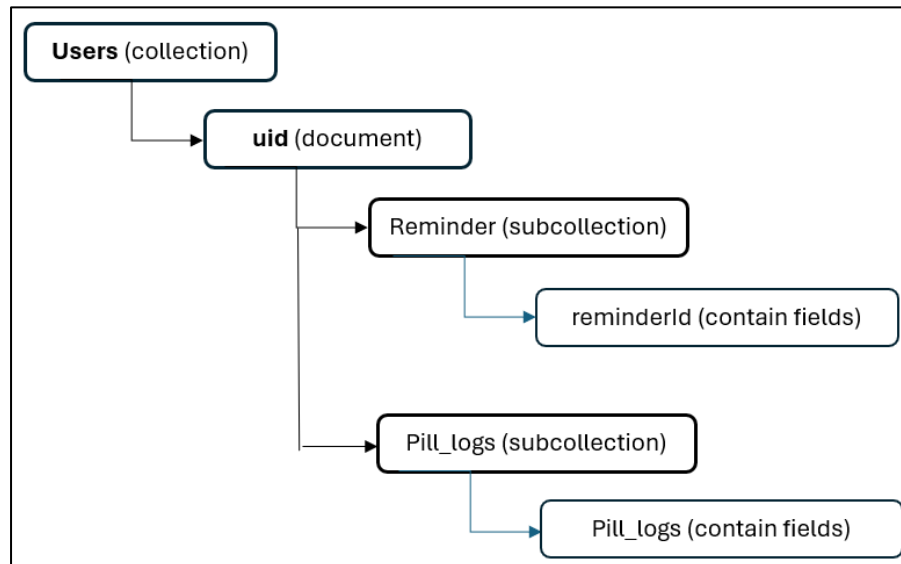 Users (collection)
uid (document)
Reminder (subcollection)
reminderId (contain fields)
Pill_logs (subcollection)
Pill_logs (contain fields)